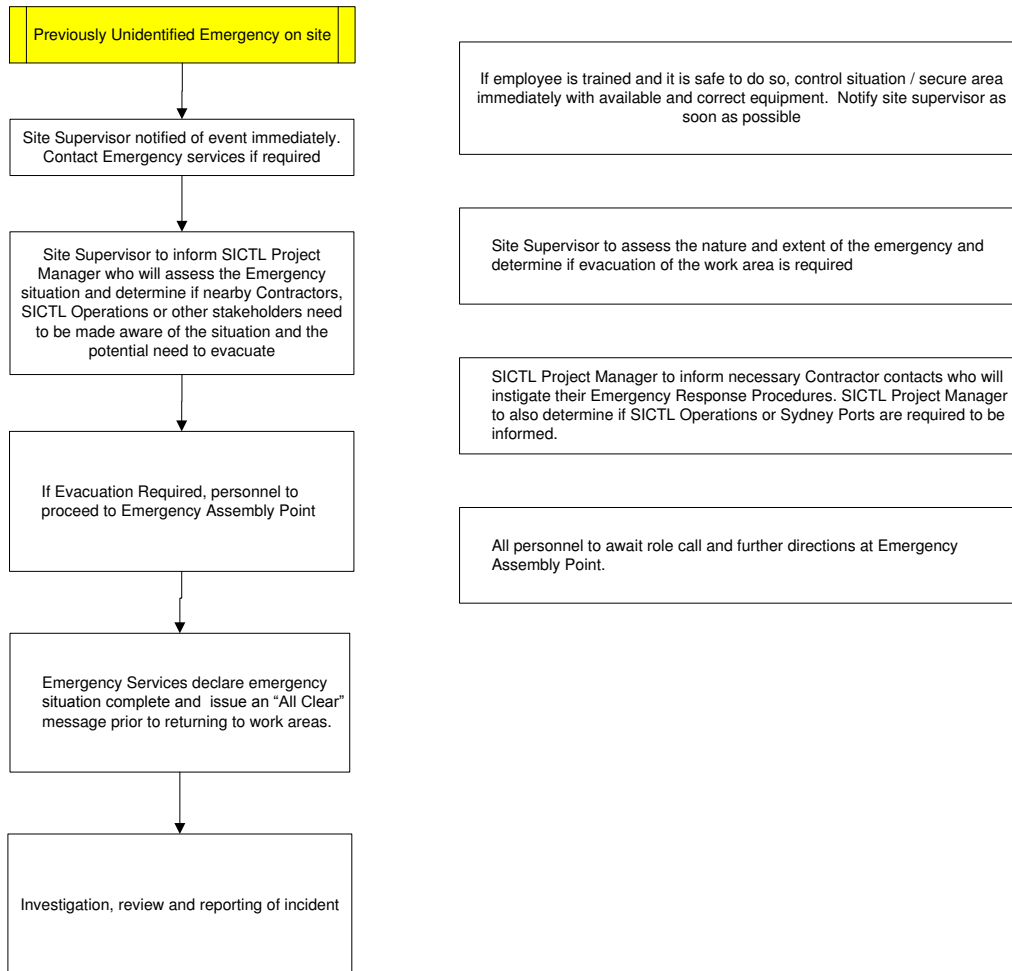 Previously Unidentified Emergency on site
If employee is trained and it is safe to do so, control situation / secure area
immediately with available and correct equipment.  Notify site supervisor as
soon as possible
Site Supervisor notified of event immediately.
Contact Emergency services if required
Site Supervisor to assess the nature and extent of the emergency and
determine if evacuation of the work area is required
Site Supervisor to inform SICTL Project
Manager who will assess the Emergency
situation and determine if nearby Contractors,
SICTL Operations or other stakeholders need
to be made aware of the situation and the
potential need to evacuate
SICTL Project Manager to inform necessary Contractor contacts who will
instigate their Emergency Response Procedures. SICTL Project Manager
to also determine if SICTL Operations or Sydney Ports are required to be
informed.
If Evacuation Required, personnel to
proceed to Emergency Assembly Point
All personnel to await role call and further directions at Emergency
Assembly Point.
Emergency Services declare emergency
situation complete and  issue an “All Clear”
message prior to returning to work areas.
Investigation, review and reporting of incident